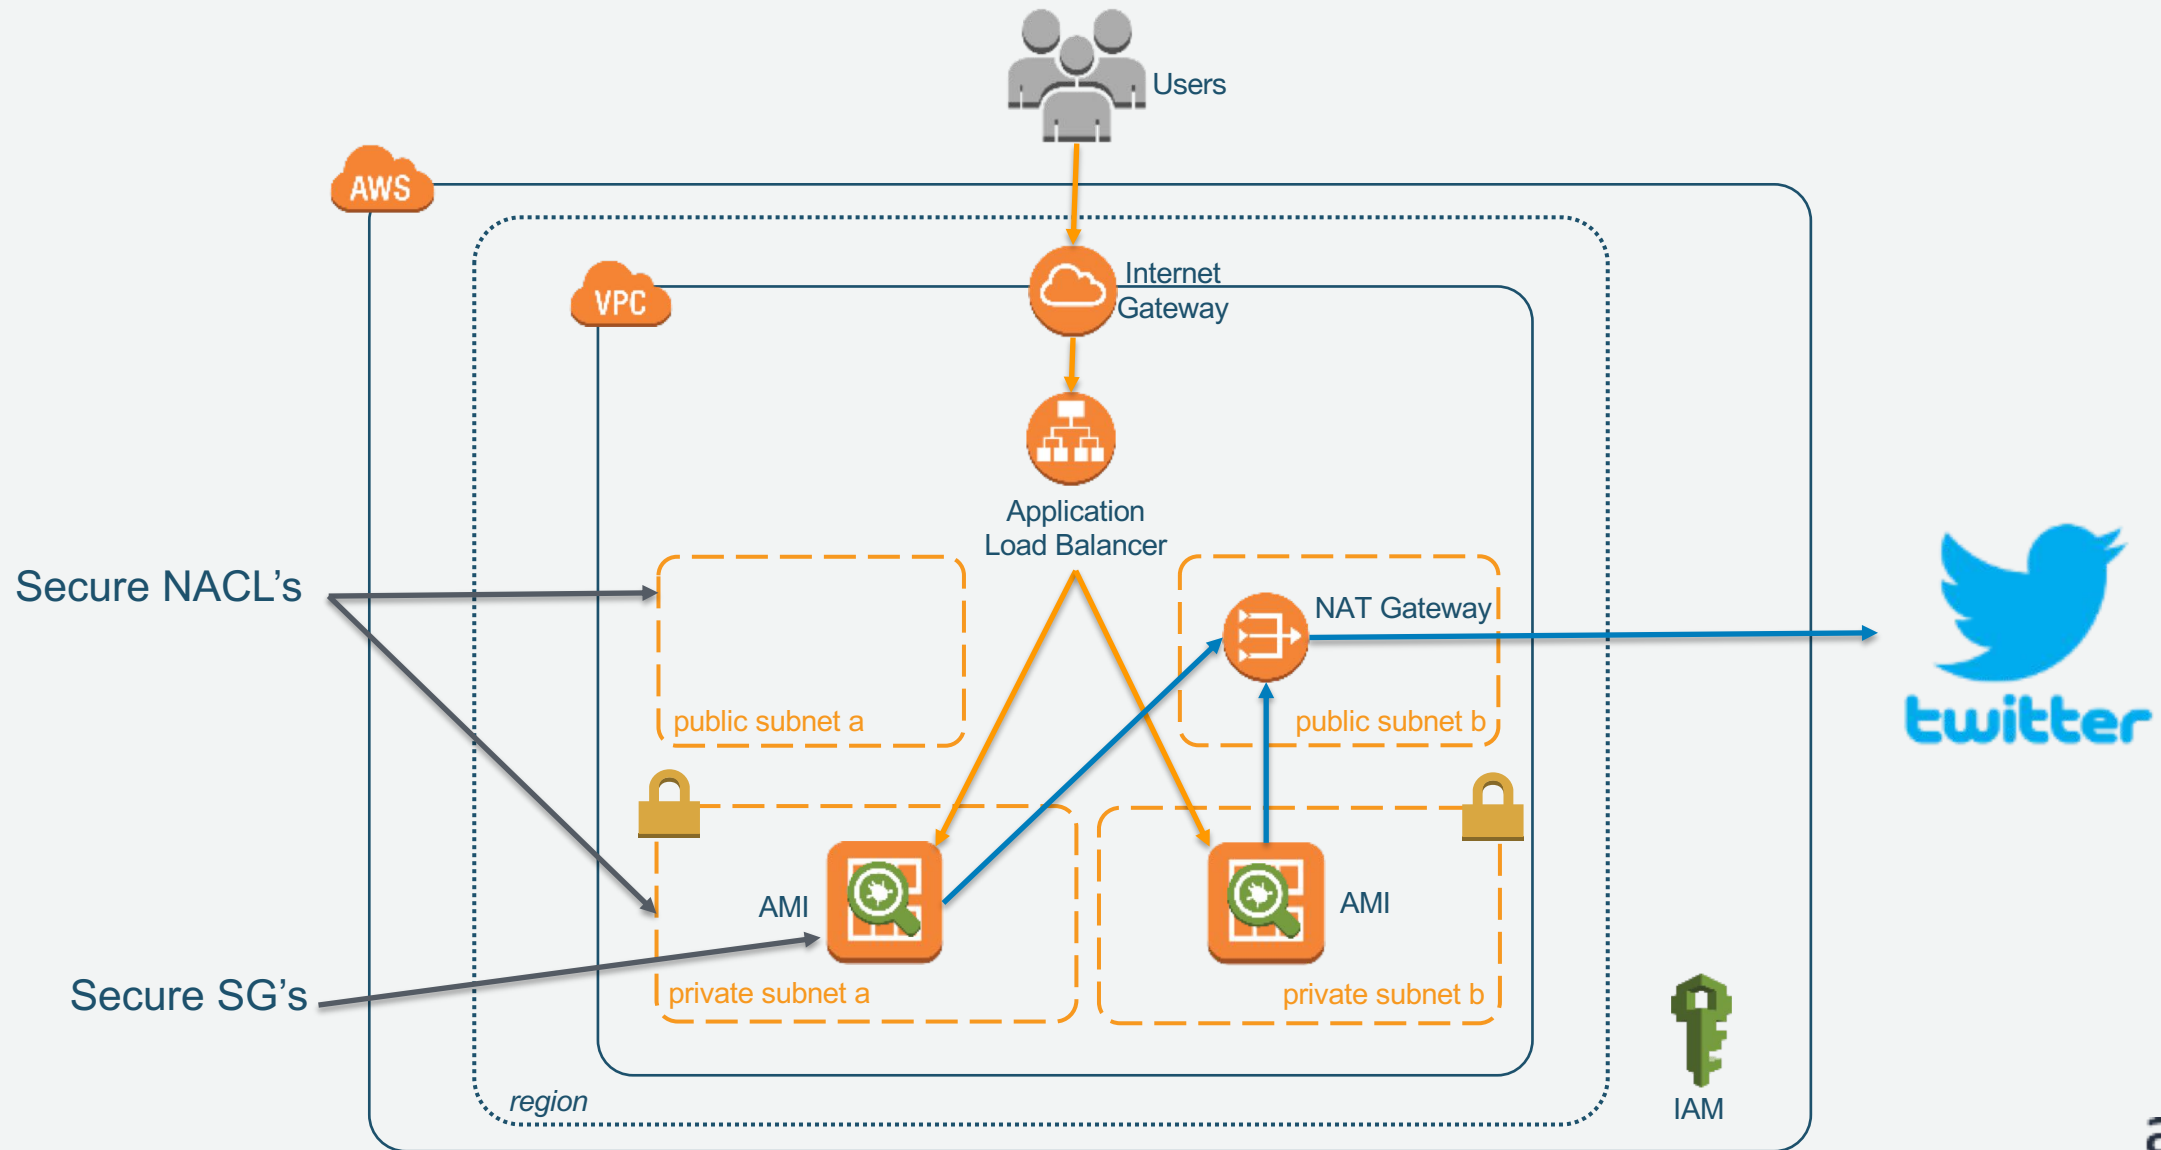 Users
AWS
Internet
Gateway
VPC
Application
Load Balancer
Secure NACL's
NAT Gateway
public subnet a
public subnet b
twitter
AMI
AMI
Secure SG's
private subnet a
private subnet b
region
IAM
a